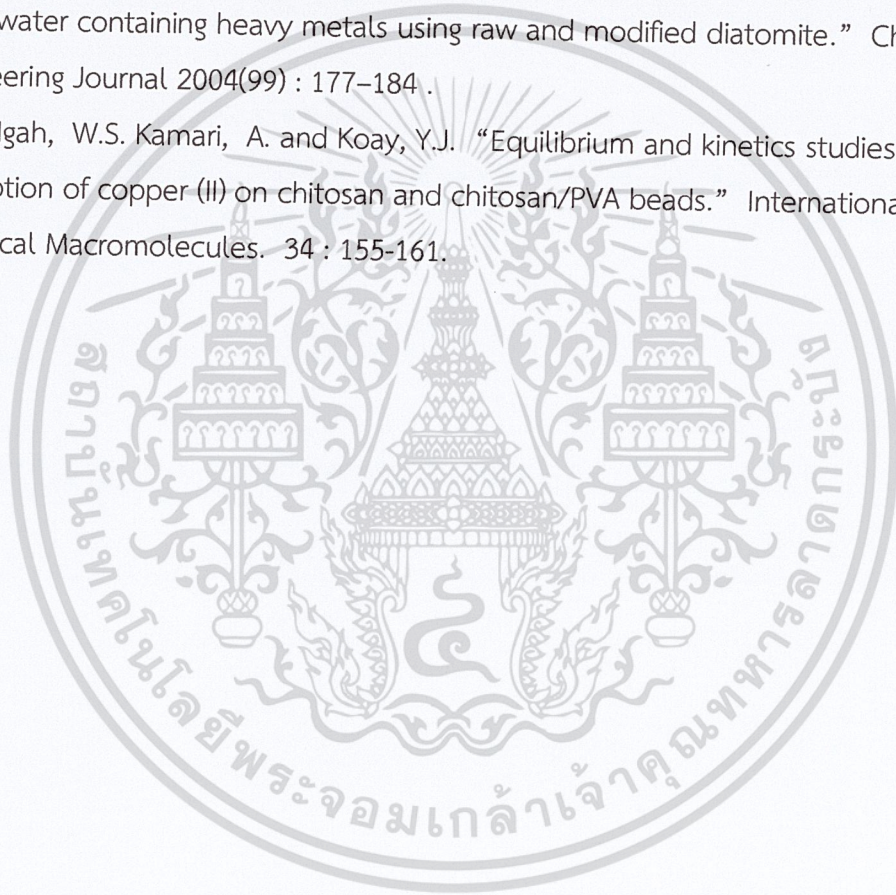 water containing heavy metals using raw and modified diatomite.” Ch
eering Journal 2004(99) : 177–184 .
gah, W.S. Kamari, A. and Koay, Y.J. “Equilibrium and kinetics studies
tion of copper (II) on chitosan and chitosan/PVA beads.” Internationa
cal Macromolecules. 34 : 155-161.
สถาบันเทคโนโลยีพระจอมเกล้าเจ้าคุณทหารลาดกระบัง
๔